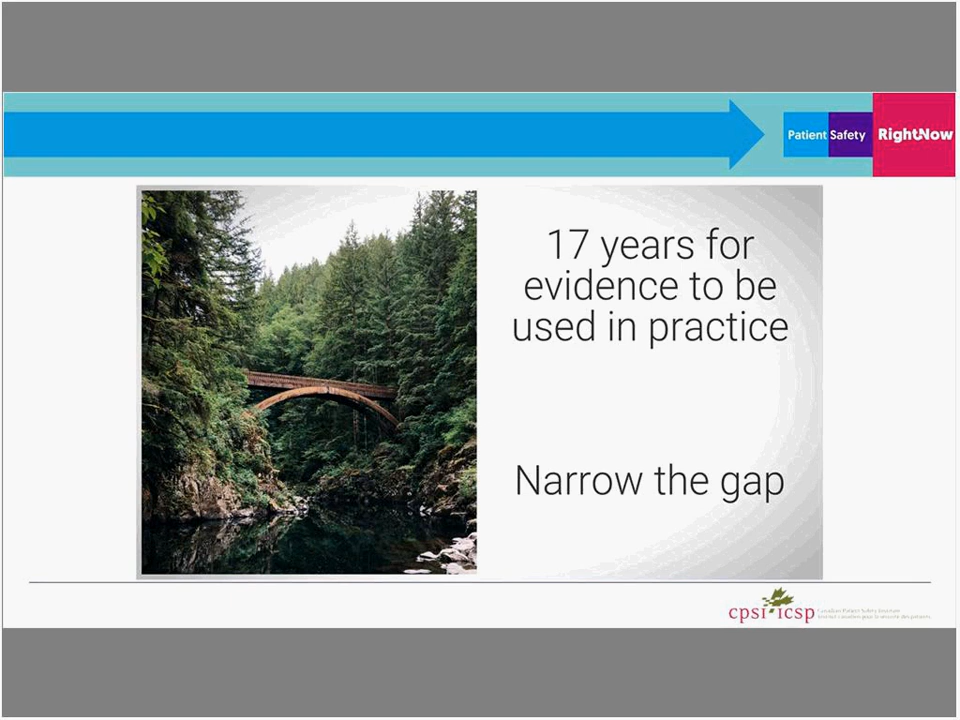 Patient Safety RightNow
17 years for
evidence to be
used in practice
Narrow the gap
cpsi icsp
Canadian Patient Safety Institute
Institut canadien pour la sécurité des patients